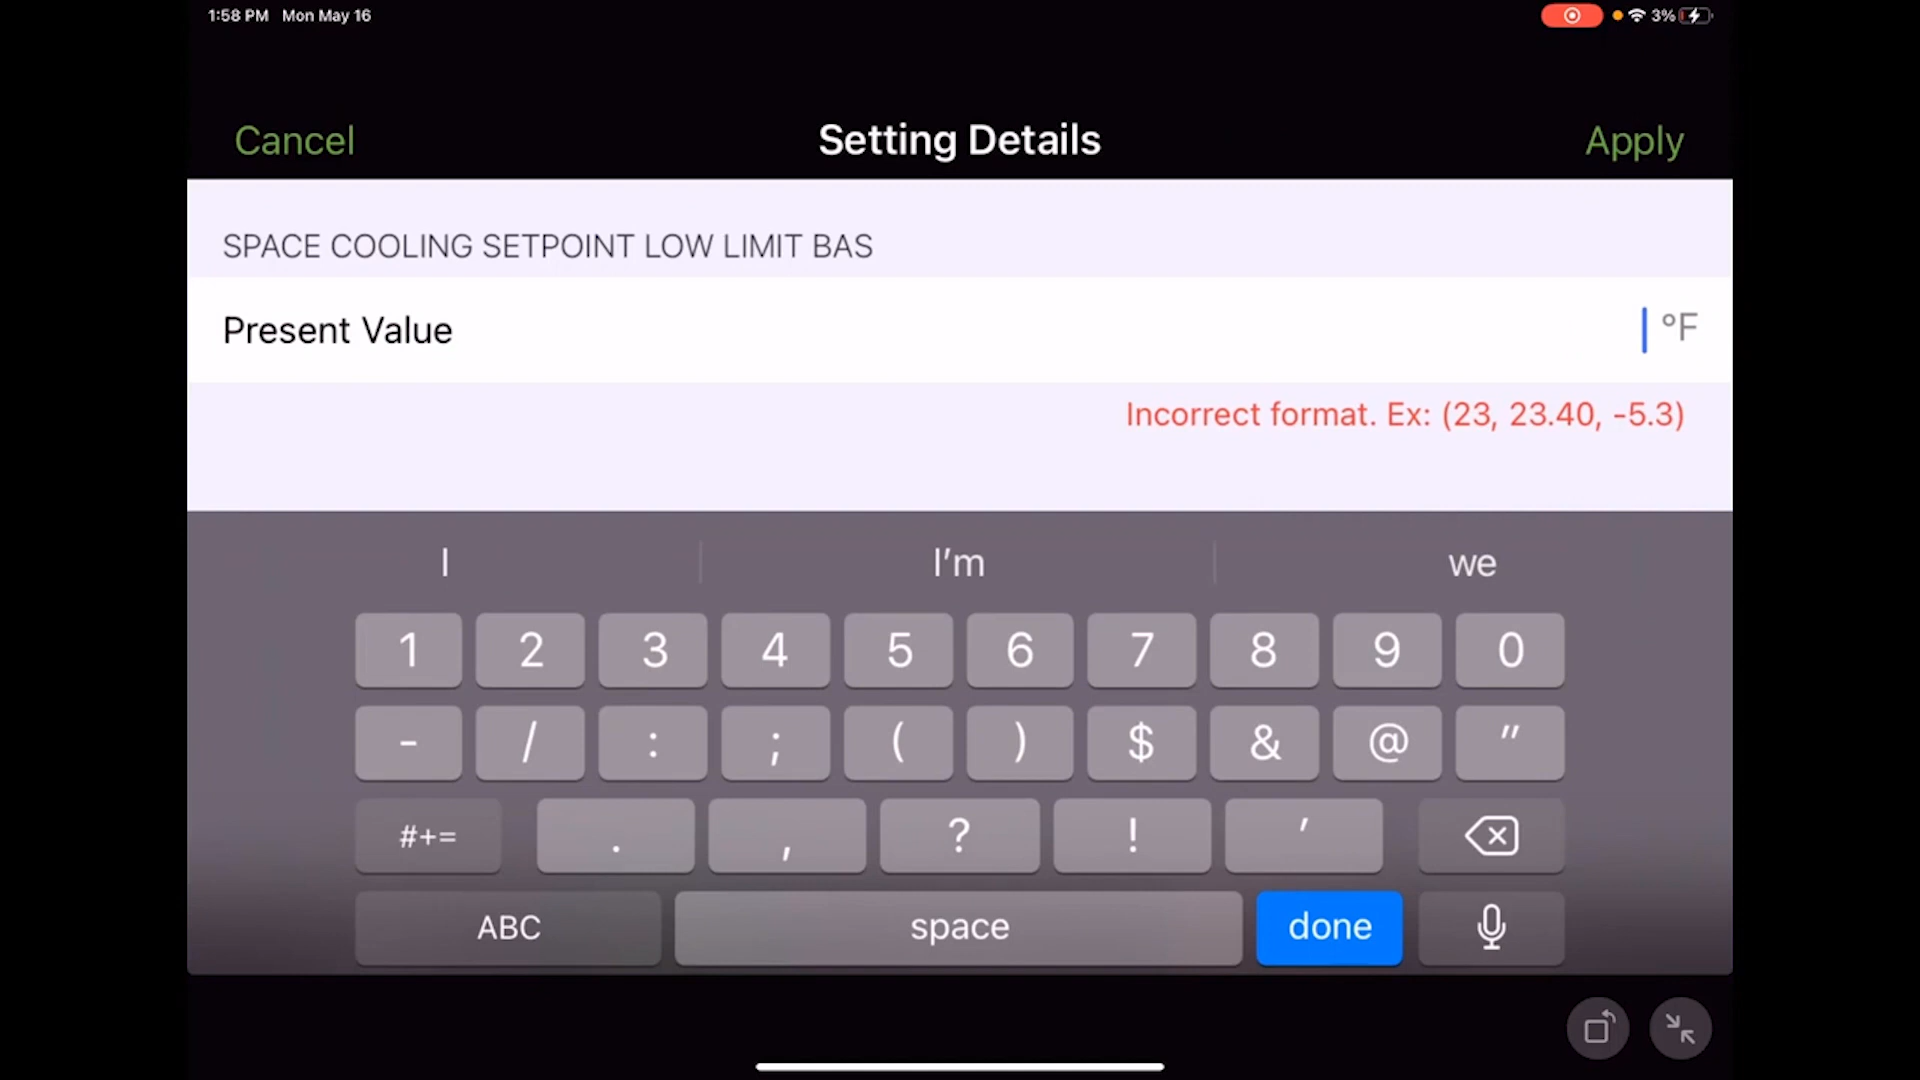 1:58 PM Mon May 16
3%
Cancel Setting Details Apply
SPACE COOLING SETPOINT LOW LIMIT BAS
Present Value °F
Incorrect format. Ex: (23, 23.40, -5.3)
I I’m we
1 2 3 4 5 6 7 8 9 0
- / : ; ( ) $ & @ "
#+= . , ? ! '
ABC space done